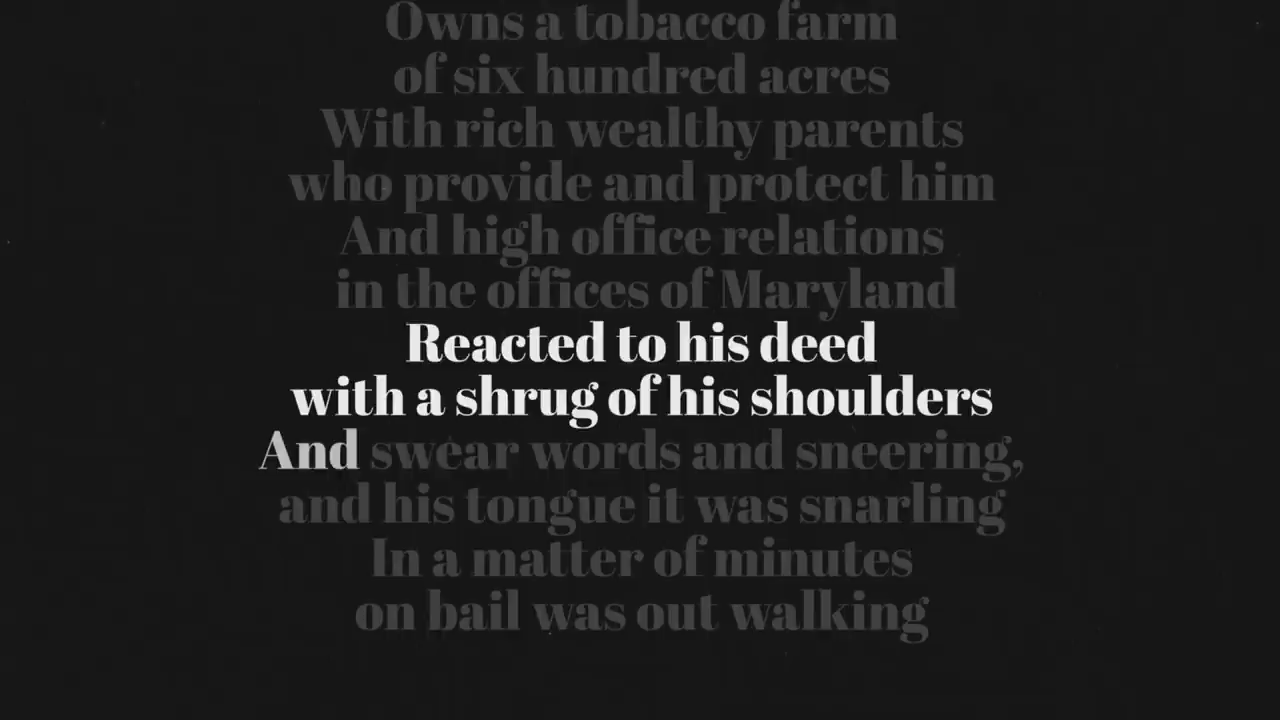 Owns a tobacco farm
of six hundred acres
With rich wealthy parents
who provide and protect him
And high office relations
in the offices of Maryland
Reacted to his deed
with a shrug of his shoulders
And swear words and sneering,
and his tongue it was snarling
In a matter of minutes
on bail was out walking